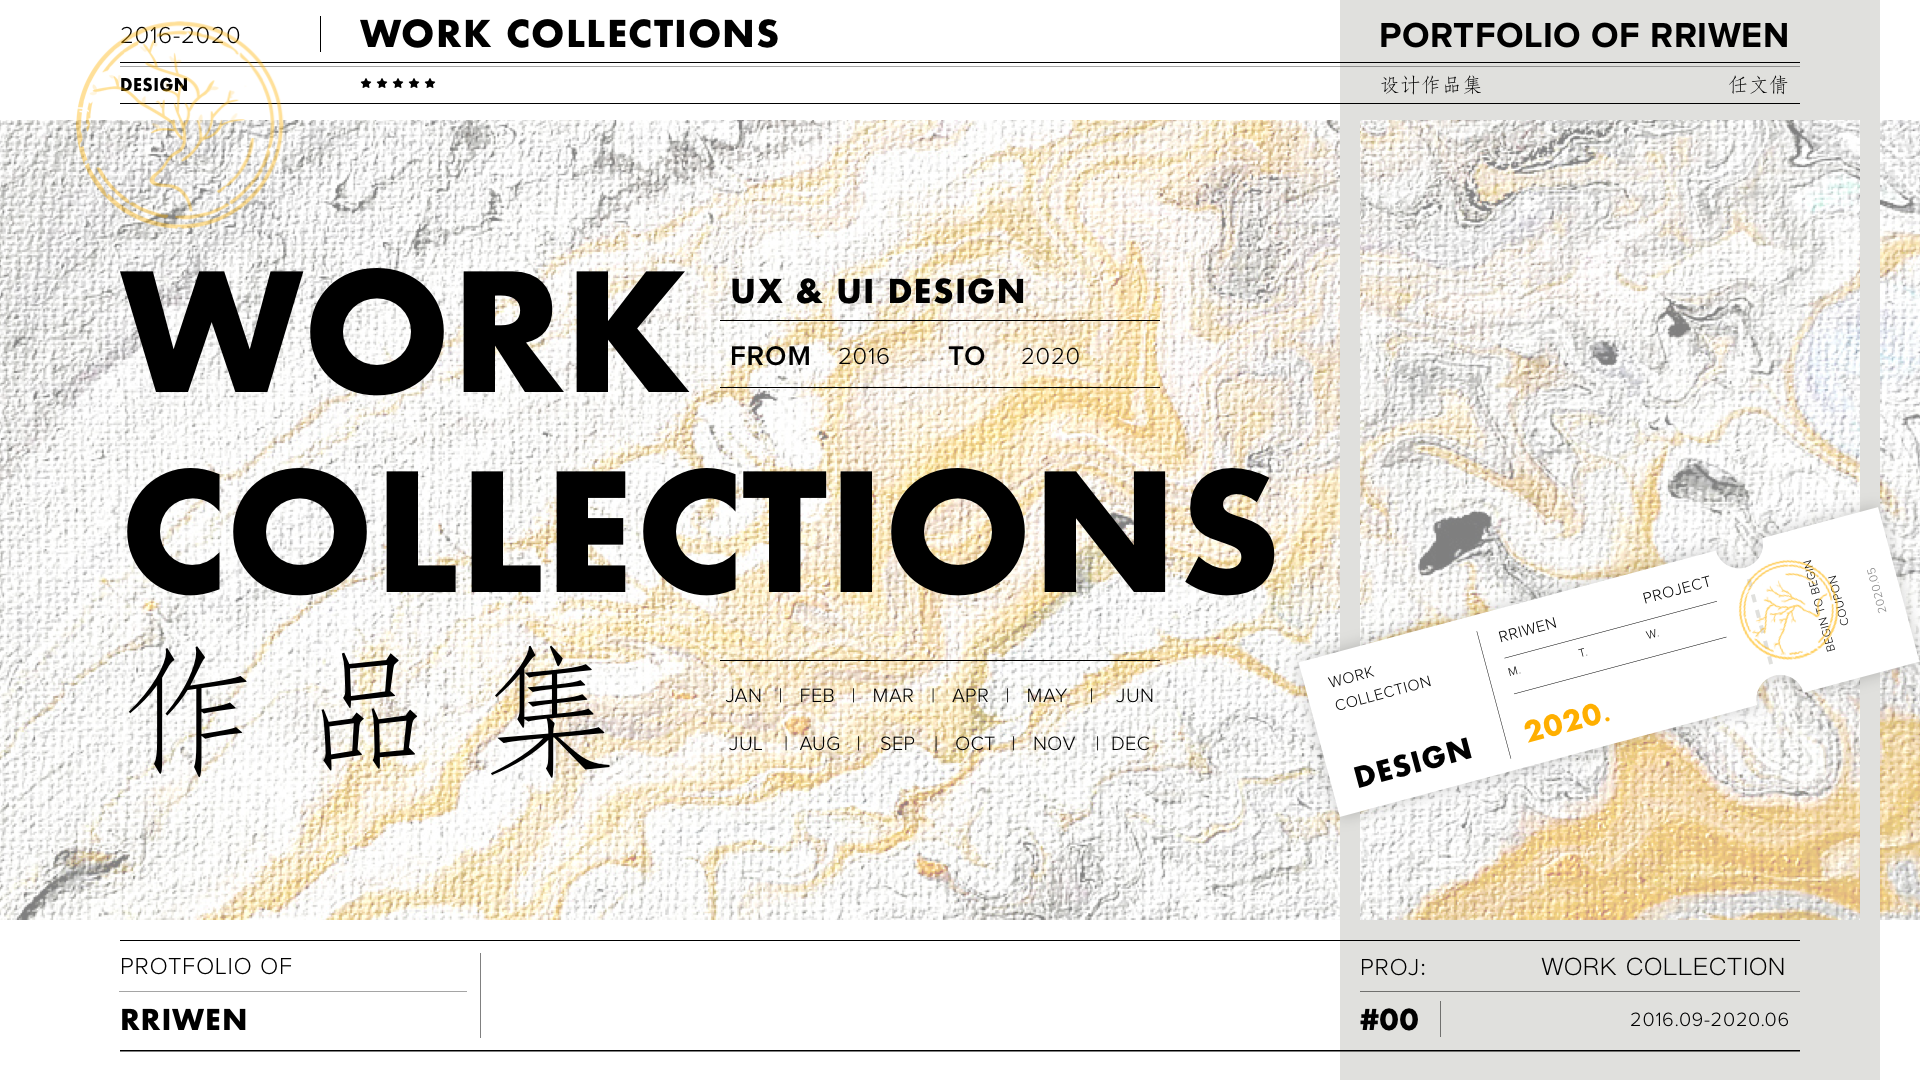 2016-2020
WORK COLLECTIONS
PORTFOLIO OF RRIWEN
DESIGN
★★★★★
设计作品集
任文倩
WORK
UX & UI DESIGN
FROM 2016 TO 2020
COLLECTIONS
作品集
JAN | FEB | MAR | APR | MAY | JUN
JUL | AUG | SEP | OCT | NOV | DEC
WORK
COLLECTION
DESIGN
RRIWEN
PROJECT
M. T. W.
2020.
BEGIN TO BEGIN
COUPON
202005
PROTFOLIO OF
RRIWEN
PROJ: WORK COLLECTION
#00
2016.09-2020.06